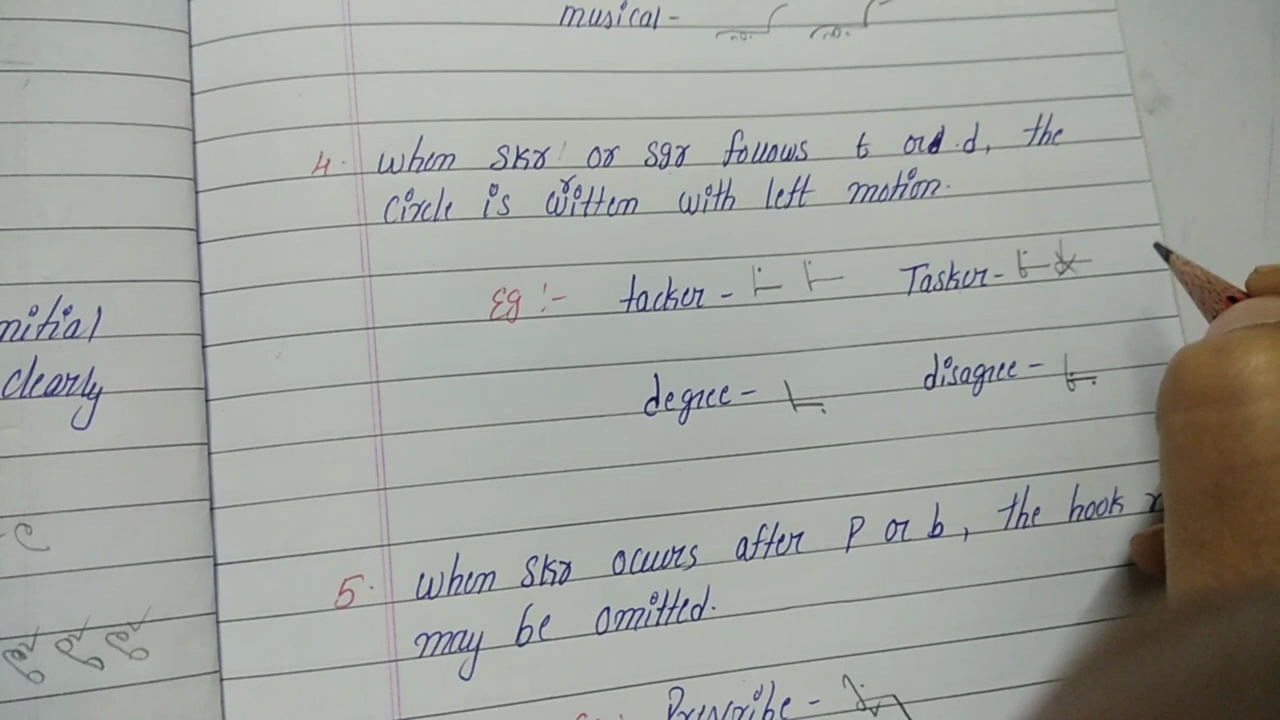 musical -
4. When skr or sgr follows t or d, the
circle is written with left motion.
Eg :- tacker - Tasker -
degree - disagree -
nitial
clearly
5. When skr ocuurs after P or b, the hook r
may be omitted.
Prescribe -